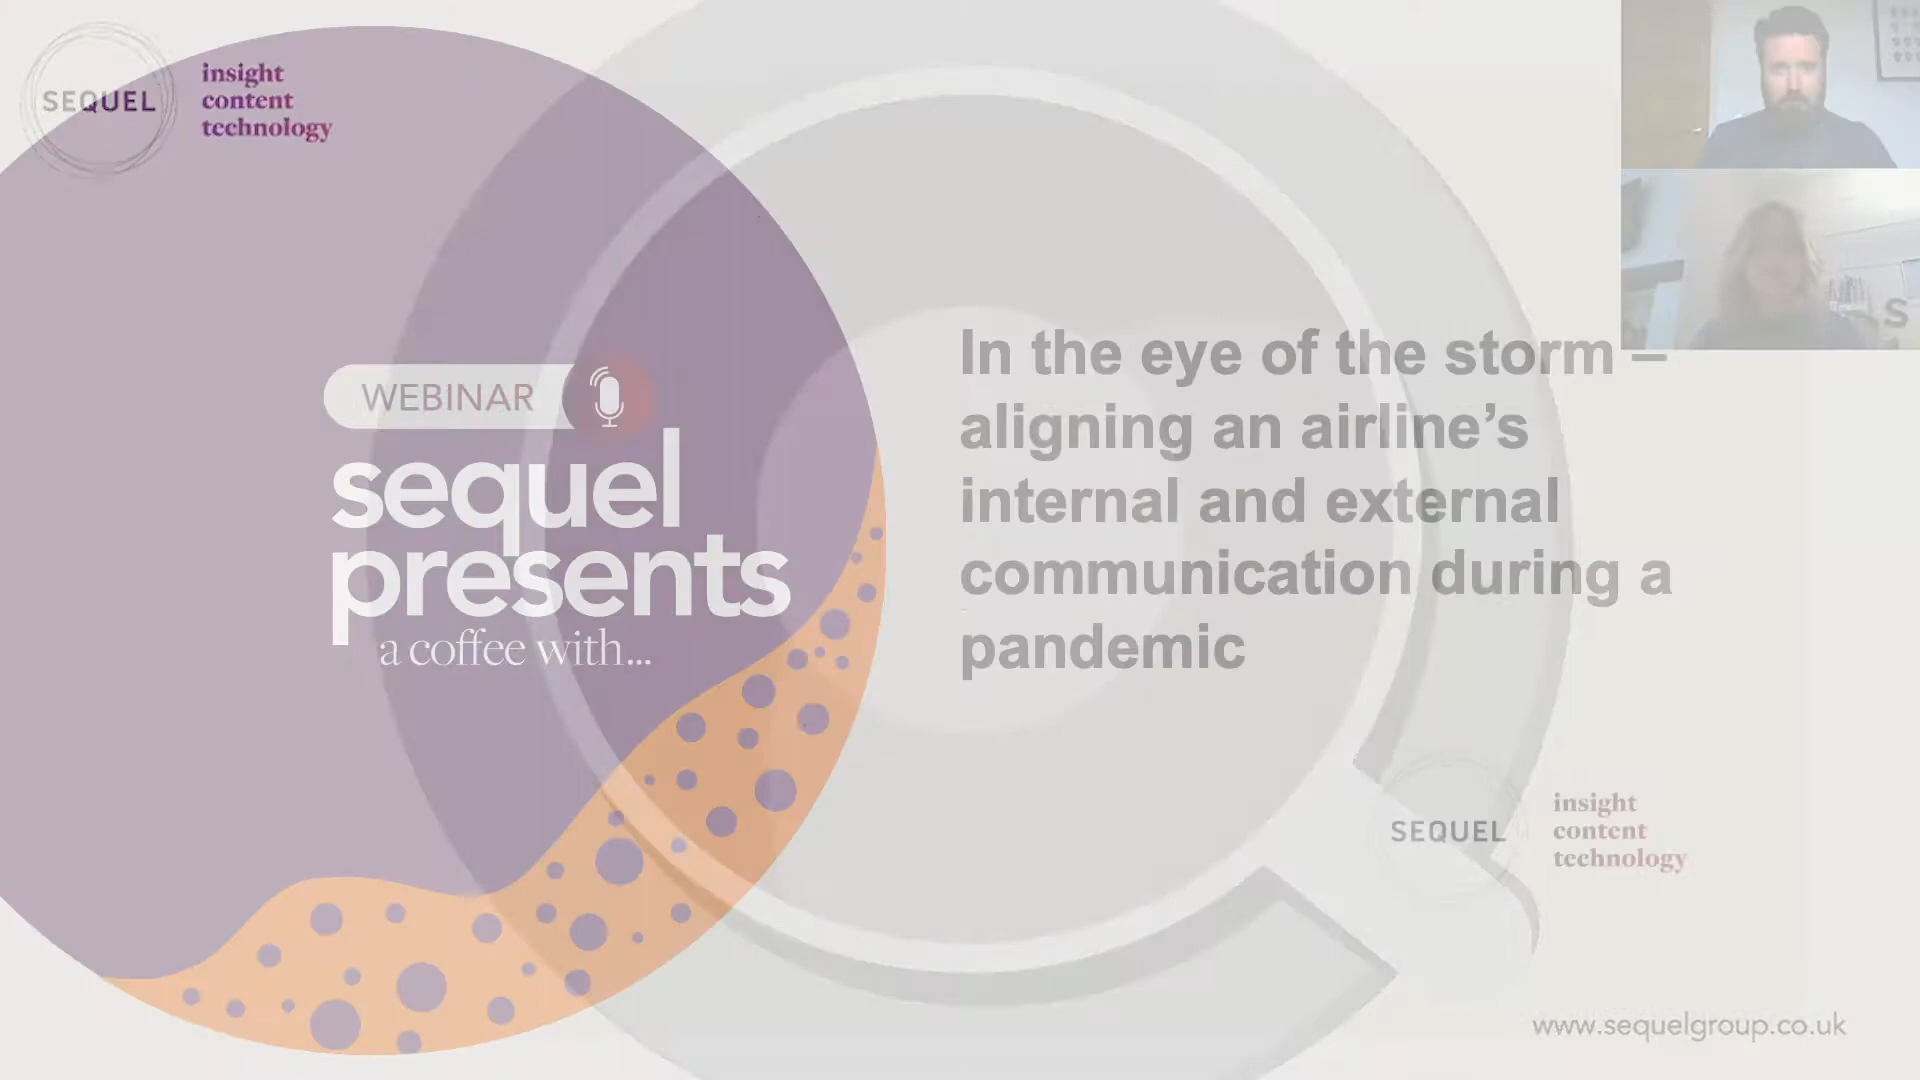 SEQUEL
insight
content
technology
WEBINAR
sequel
presents
a coffee with...
In the eye of the storm –
aligning an airline’s
internal and external
communication during a
pandemic
S
SEQUEL
insight
content
technology
www.sequelgroup.co.uk